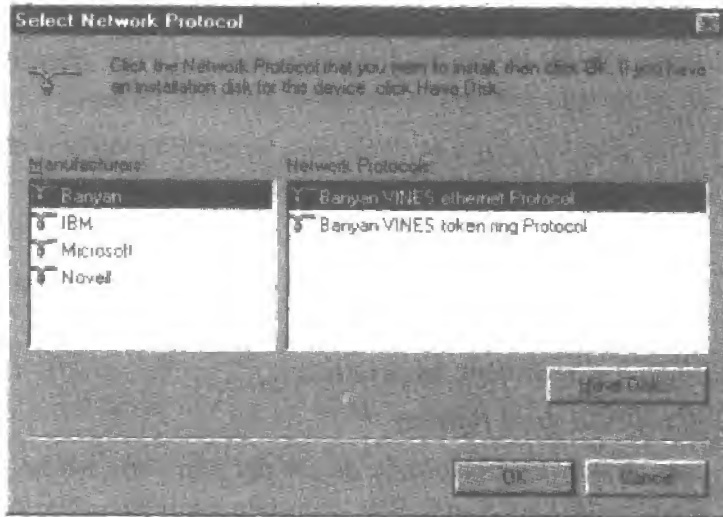 Select Network Protocol
Click the Network Protocol that you want to install, then click OK. If you have
an installation disk for this device, click Have Disk.
Manufacturers:
Network Protocols:
Banyan
IBM
Microsoft
Novell
Banyan VINES ethernet Protocol
Banyan VINES token ring Protocol
Have Disk...
OK
Cancel